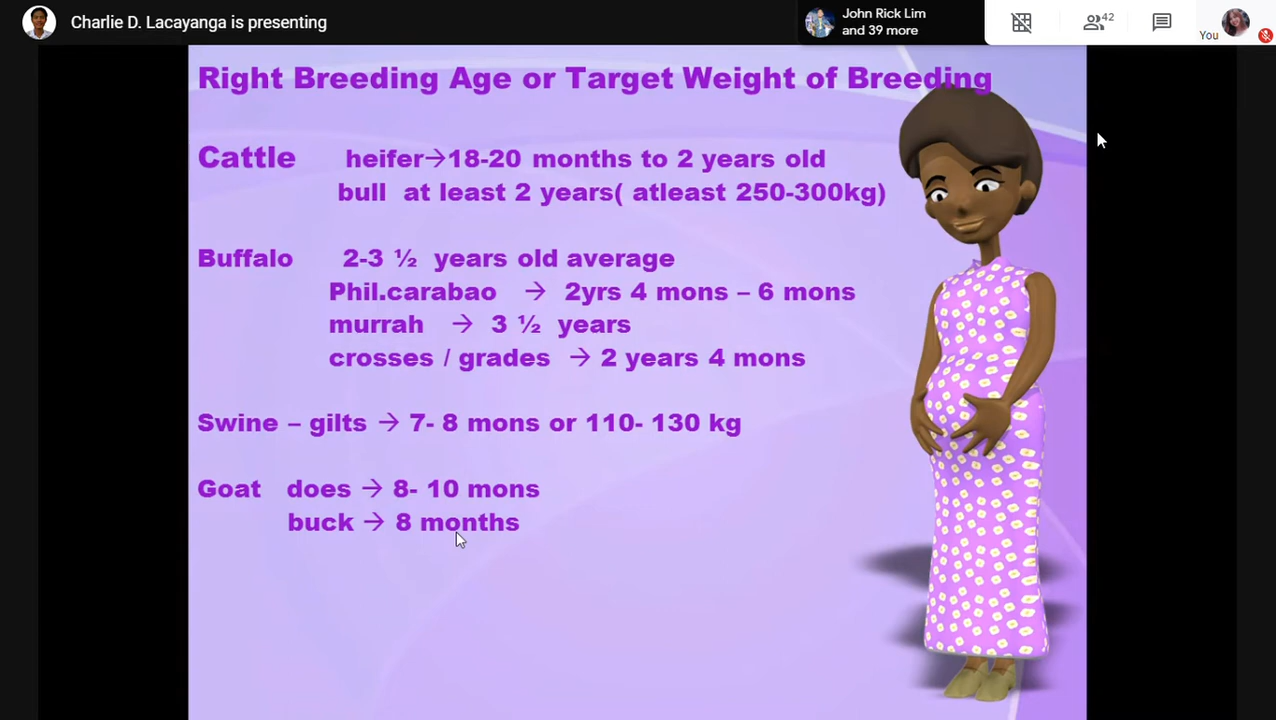 Charlie D. Lacayanga is presenting
John Rick Lim
and 39 more
42
You
Right Breeding Age or Target Weight of Breeding
Cattle heifer→18-20 months to 2 years old
bull at least 2 years( atleast 250-300kg)
Buffalo 2-3 ½ years old average
Phil.carabao → 2yrs 4 mons – 6 mons
murrah → 3 ½ years
crosses / grades → 2 years 4 mons
Swine – gilts → 7- 8 mons or 110- 130 kg
Goat does → 8- 10 mons
buck → 8 months